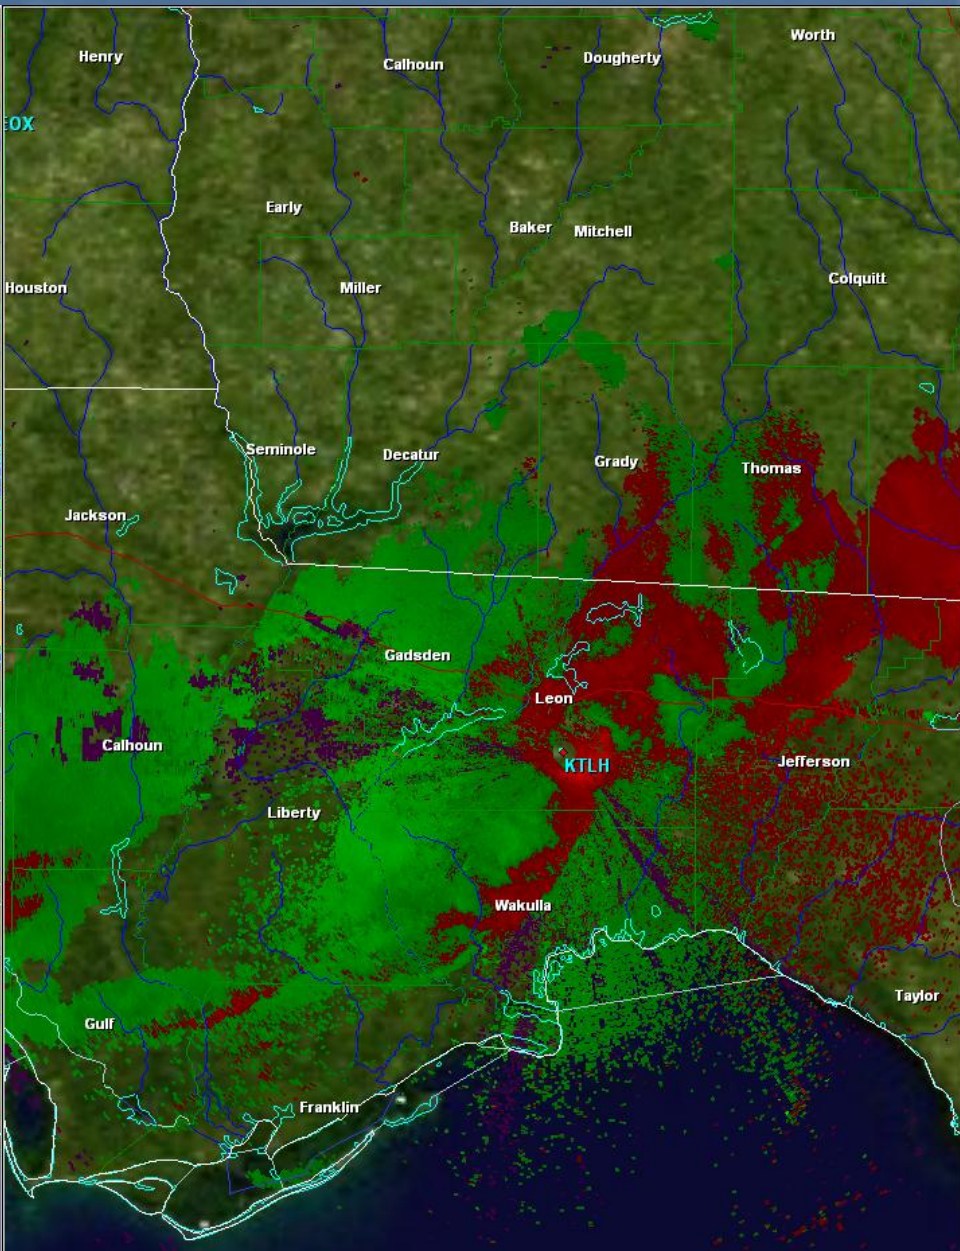 Worth
Henry
Calhoun
Dougherty
EOX
Early
Baker
Mitchell
Houston
Miller
Colquitt
Seminole
Decatur
Grady
Thomas
Jackson
Gadsden
Leon
Calhoun
KTLH
Jefferson
Liberty
Wakulla
Taylor
Gulf
Franklin